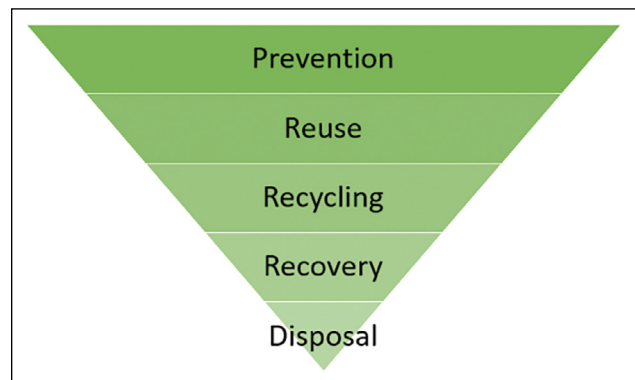 Prevention
Reuse
Recycling
Recovery
Disposal